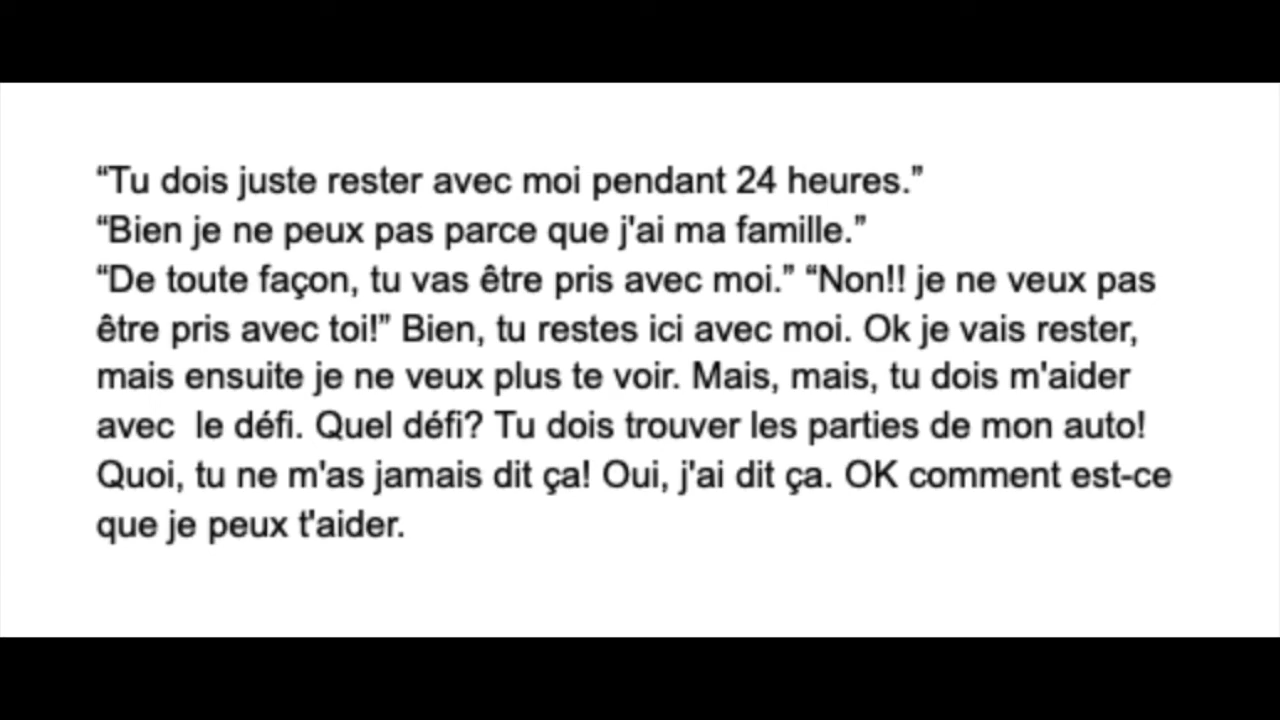 “Tu dois juste rester avec moi pendant 24 heures.”
“Bien je ne peux pas parce que j'ai ma famille.”
“De toute façon, tu vas être pris avec moi.” “Non!! je ne veux pas
être pris avec toi!” Bien, tu restes ici avec moi. Ok je vais rester,
mais ensuite je ne veux plus te voir. Mais, mais, tu dois m'aider
avec  le défi. Quel défi? Tu dois trouver les parties de mon auto!
Quoi, tu ne m'as jamais dit ça! Oui, j'ai dit ça. OK comment est-ce
que je peux t'aider.